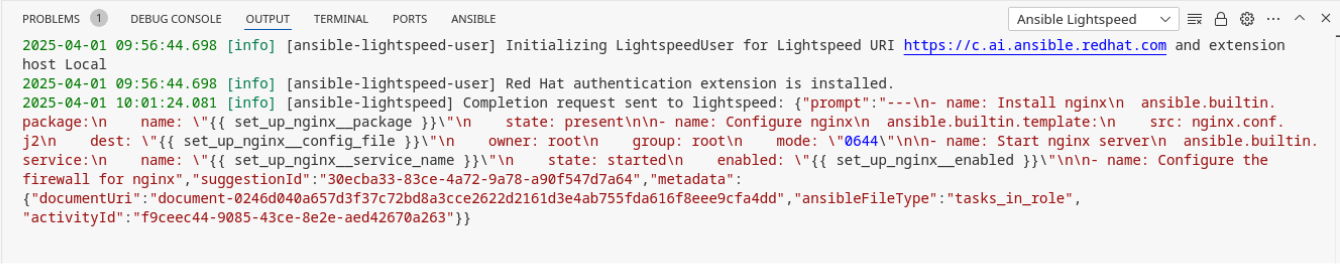 PROBLEMS 1 DEBUG CONSOLE OUTPUT TERMINAL PORTS ANSIBLE Ansible Lightspeed
2025-04-01 09:56:44.698 [info] [ansible-lightspeed-user] Initializing LightspeedUser for Lightspeed URI https://c.ai.ansible.redhat.com and extension
host Local
2025-04-01 09:56:44.698 [info] [ansible-lightspeed-user] Red Hat authentication extension is installed.
2025-04-01 10:01:24.081 [info] [ansible-lightspeed] Completion request sent to lightspeed: {"prompt":"---\n- name: Install nginx\n  ansible.builtin.
package:\n    name: \"{{ set_up_nginx__package }}\"\n    state: present\n\n- name: Configure nginx\n  ansible.builtin.template:\n    src: nginx.conf.
j2\n    dest: \"{{ set_up_nginx__config_file }}\"\n    owner: root\n    group: root\n    mode: \"0644\"\n\n- name: Start nginx server\n  ansible.builtin.
service:\n    name: \"{{ set_up_nginx__service_name }}\"\n    state: started\n    enabled: \"{{ set_up_nginx__enabled }}\"\n\n- name: Configure the
firewall for nginx","suggestionId":"30ecba33-83ce-4a72-9a78-a90f547d7a64","metadata":
{"documentUri":"document-0246d040a657d3f37c72bd8a3cce2622d2161d3e4ab755fda616f8eee9cfa4dd","ansibleFileType":"tasks_in_role",
"activityId":"f9ceec44-9085-43ce-8e2e-aed42670a263"}}